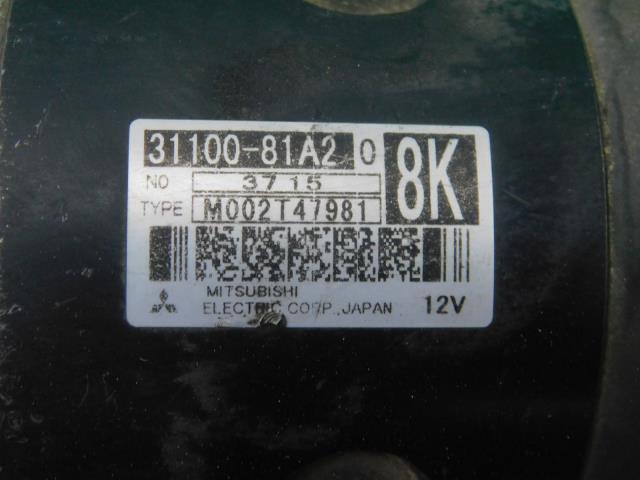 31100-81A2 0 8K
NO 3715
TYPE M002T47981
MITSUBISHI
ELECTRIC CORP.,JAPAN 12V